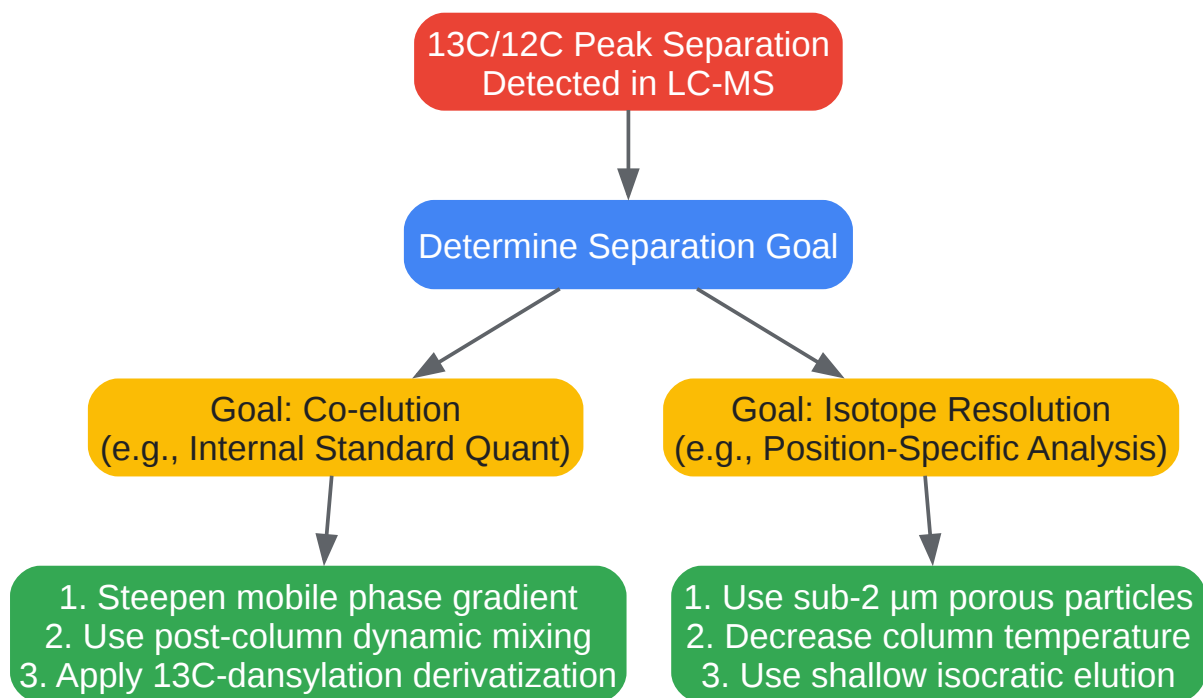 13C/12C Peak Separation
Detected in LC-MS
Determine Separation Goal
Goal: Co-elution
(e.g., Internal Standard Quant)
Goal: Isotope Resolution
(e.g., Position-Specific Analysis)
1. Steepen mobile phase gradient
2. Use post-column dynamic mixing
3. Apply 13C-dansylation derivatization
1. Use sub-2 µm porous particles
2. Decrease column temperature
3. Use shallow isocratic elution